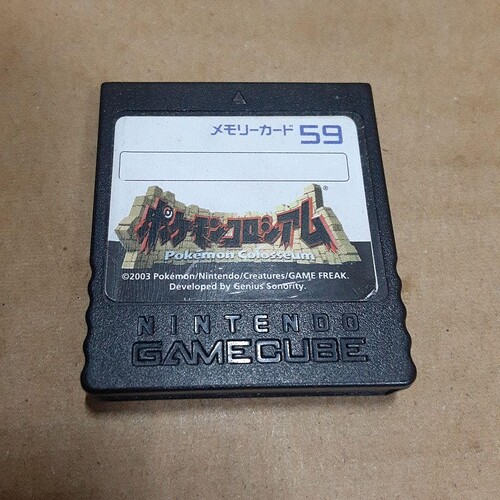 メモリーカード 59
ポケモンコロシアム
®
Pokémon Colosseum
©2003 Pokémon/Nintendo/Creatures/GAME FREAK.
Developed by Genius Sonority.
NINTENDO
GAMECUBE